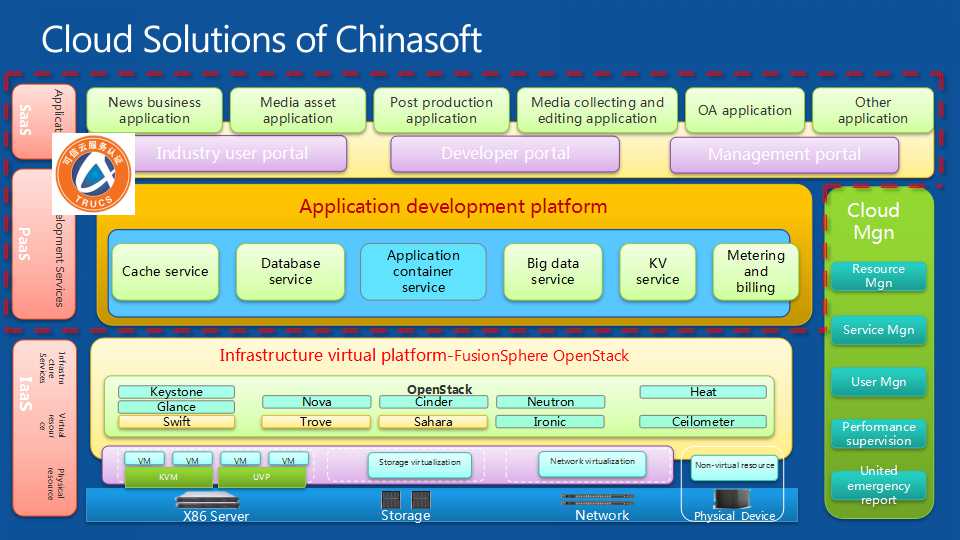 Cloud Solutions of Chinasoft
SaaS
Applicat
News business
application
Media asset
application
Post production
application
Media collecting and
editing application
OA application
Other
application
Industry user portal
Developer portal
Management portal
可信云服务认证
TRUCS
PaaS
elopment Services
Application development platform
Cache service
Database
service
Application
container
service
Big data
service
KV
service
Metering
and
billing
Cloud
Mgn
Resource
Mgn
Service Mgn
User Mgn
Performance
supervision
United
emergency
report
IaaS
Infrastru
cture
Services
Virtual
resour
ce
Physical
resource
Infrastructure virtual platform-FusionSphere OpenStack
OpenStack
Keystone
Glance
Swift
Nova
Trove
Cinder
Sahara
Neutron
Ironic
Heat
Ceilometer
VM
VM
VM
VM
KVM
UVP
Storage virtualization
Network virtualization
Non-virtual resource
X86 Server
Storage
Network
Physical Device